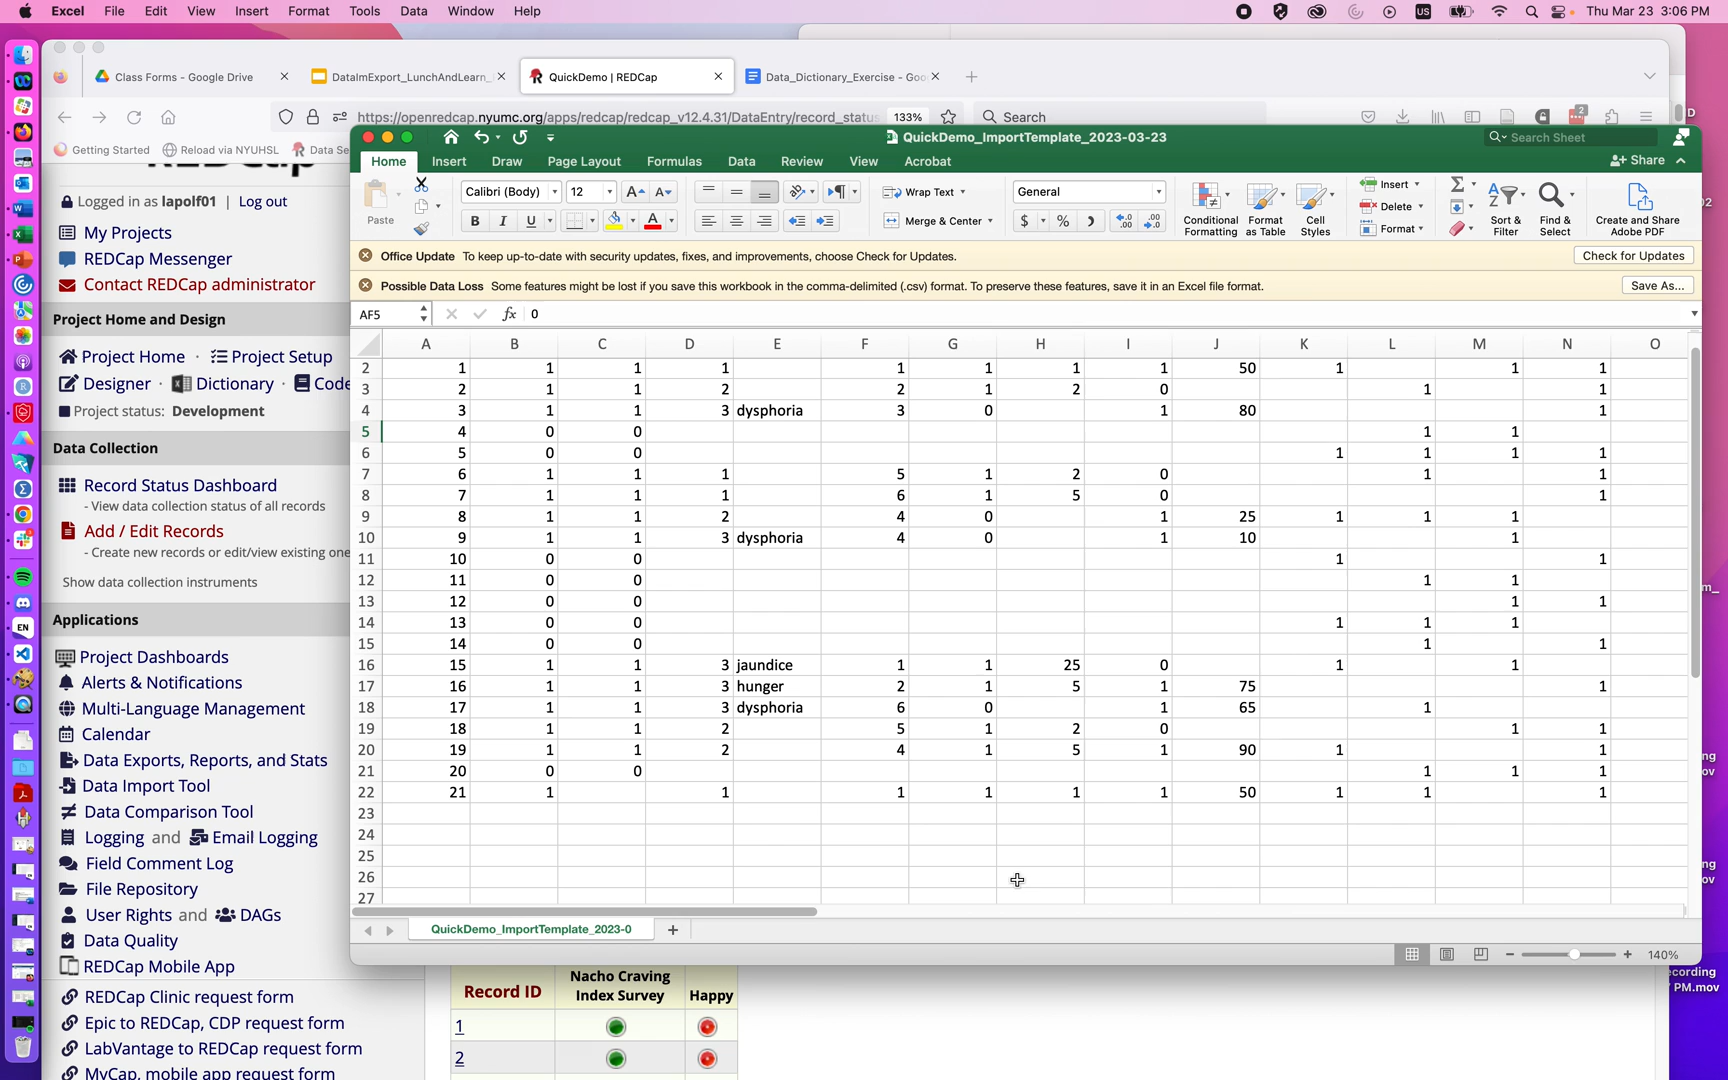 Excel File Edit View Insert Format Tools Data Window Help US Thu Mar 23 3:06 PM
Class Forms - Google Drive DataImExport_LunchAndLearn_ QuickDemo | REDCap Data_Dictionary_Exercise - Goo
https://openredcap.nyumc.org/apps/redcap/redcap_v12.4.31/DataEntry/record_status 133% Search
Getting Started Reload via NYUHSL Data Se
QuickDemo_ImportTemplate_2023-03-23 Search Sheet
Home Insert Draw Page Layout Formulas Data Review View Acrobat Share
Paste Calibri (Body) 12 Wrap Text General Insert
Merge & Center Conditional Formatting Format as Table Cell Styles Delete Format Sort & Filter Find & Select Create and Share Adobe PDF
Office Update To keep up-to-date with security updates, fixes, and improvements, choose Check for Updates. Check for Updates
Possible Data Loss Some features might be lost if you save this workbook in the comma-delimited (.csv) format. To preserve these features, save it in an Excel file format. Save As...
AF5 fx 0
A B C D E F G H I J K L M N O
2 1 1 1 1 1 1 1 1 50 1 1 1
3 2 1 1 2 2 1 2 0 1 1
4 3 1 1 3 dysphoria 3 0 1 80 1
5 4 0 0 1 1
6 5 0 0 1 1 1 1
7 6 1 1 1 5 1 2 0 1 1
8 7 1 1 1 6 1 5 0 1
9 8 1 1 2 4 0 1 25 1 1 1
10 9 1 1 3 dysphoria 4 0 1 10 1
11 10 0 0 1 1
12 11 0 0 1 1
13 12 0 0 1 1
14 13 0 0 1 1 1
15 14 0 0 1 1
16 15 1 1 3 jaundice 1 1 25 0 1 1
17 16 1 1 3 hunger 2 1 5 1 75 1
18 17 1 1 3 dysphoria 6 0 1 65 1
19 18 1 1 2 5 1 2 0 1 1
20 19 1 1 2 4 1 5 1 90 1 1
21 20 0 0 1 1 1
22 21 1 1 1 1 1 1 50 1 1 1
23
24
25
26
27
QuickDemo_ImportTemplate_2023-0
140%
Logged in as lapolf01 | Log out
My Projects
REDCap Messenger
Contact REDCap administrator
Project Home and Design
Project Home · Project Setup
Designer · Dictionary · Code
Project status: Development
Data Collection
Record Status Dashboard
- View data collection status of all records
Add / Edit Records
- Create new records or edit/view existing one
Show data collection instruments
Applications
Project Dashboards
Alerts & Notifications
Multi-Language Management
Calendar
Data Exports, Reports, and Stats
Data Import Tool
Data Comparison Tool
Logging and Email Logging
Field Comment Log
File Repository
User Rights and DAGs
Data Quality
REDCap Mobile App
REDCap Clinic request form
Epic to REDCap, CDP request form
LabVantage to REDCap request form
MyCap, mobile app request form
Record ID Nacho Craving Index Survey Happy
1
2